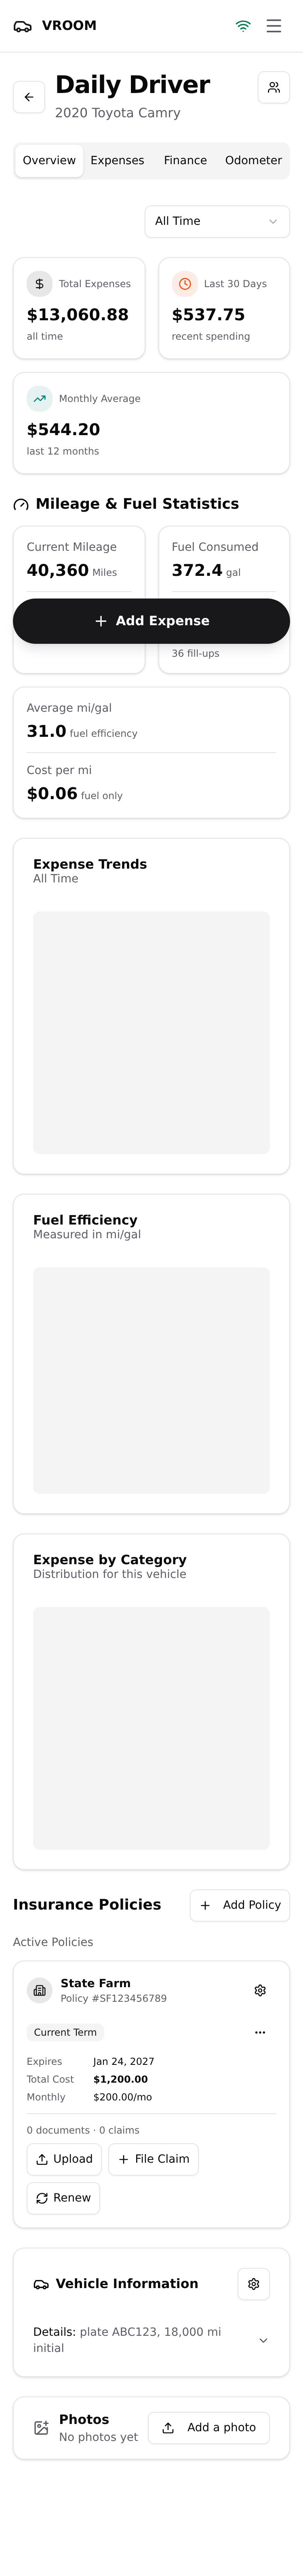 VROOM
Daily Driver
2020 Toyota Camry
Overview Expenses Finance Odometer
All Time
Total Expenses
$13,060.88
all time
Last 30 Days
$537.75
recent spending
Monthly Average
$544.20
last 12 months
Mileage & Fuel Statistics
Current Mileage
40,360 Miles
Fuel Consumed
372.4 gal
Add Expense
36 fill-ups
Average mi/gal
31.0 fuel efficiency
Cost per mi
$0.06 fuel only
Expense Trends
All Time
Fuel Efficiency
Measured in mi/gal
Expense by Category
Distribution for this vehicle
Insurance Policies
Add Policy
Active Policies
State Farm
Policy #SF123456789
Current Term
Expires Jan 24, 2027
Total Cost $1,200.00
Monthly $200.00/mo
0 documents · 0 claims
Upload
File Claim
Renew
Vehicle Information
Details: plate ABC123, 18,000 mi
initial
Photos
No photos yet
Add a photo